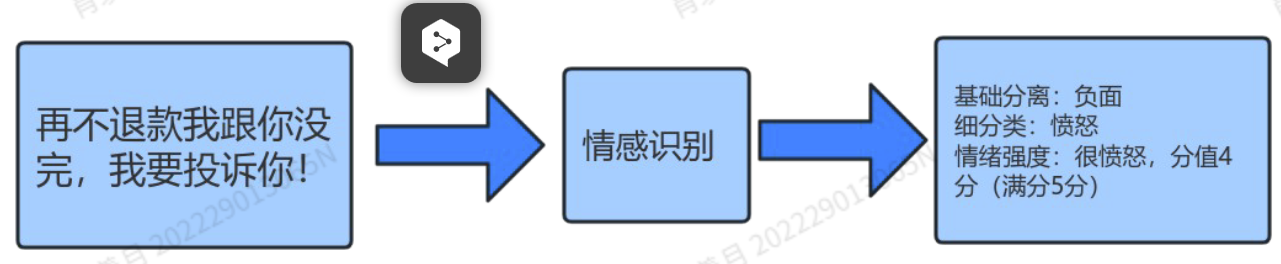 再不退款我跟你没
完，我要投诉你！
情感识别
基础分离：负面
细分类：愤怒
情绪强度：很愤怒，分值4
分（满分5分）